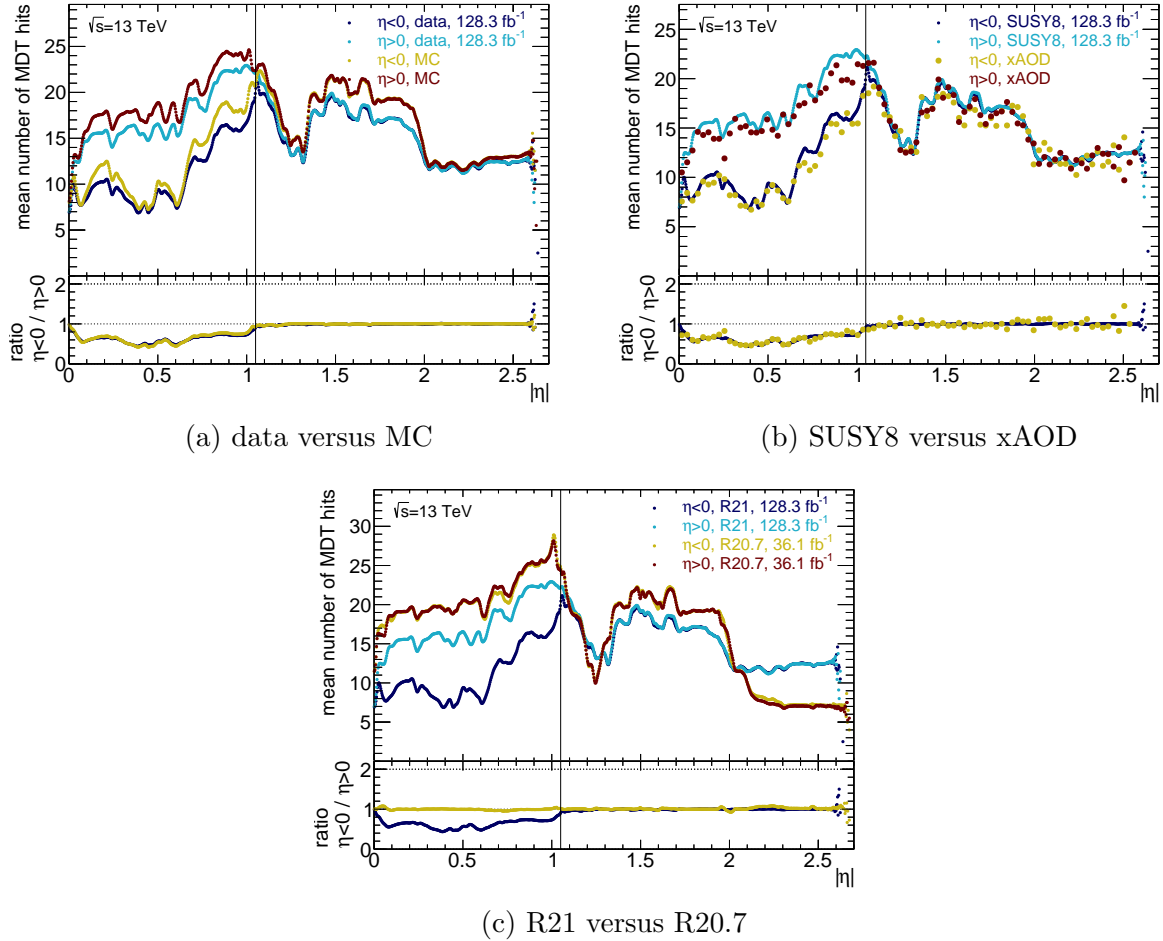 √s=13 TeV
η<0, data, 128.3 fb⁻¹
η>0, data, 128.3 fb⁻¹
η<0, MC
η>0, MC
mean number of MDT hits
25
20
15
10
5
ratio
η<0 / η>0
2
1
0
0 0.5 1 1.5 2 2.5
|η|
(a) data versus MC
√s=13 TeV
η<0, SUSY8, 128.3 fb⁻¹
η>0, SUSY8, 128.3 fb⁻¹
η<0, xAOD
η>0, xAOD
mean number of MDT hits
25
20
15
10
5
ratio
η<0 / η>0
2
1
0
0 0.5 1 1.5 2 2.5
|η|
(b) SUSY8 versus xAOD
√s=13 TeV
η<0, R21, 128.3 fb⁻¹
η>0, R21, 128.3 fb⁻¹
η<0, R20.7, 36.1 fb⁻¹
η>0, R20.7, 36.1 fb⁻¹
mean number of MDT hits
30
25
20
15
10
5
ratio
η<0 / η>0
2
1
0
0 0.5 1 1.5 2 2.5
|η|
(c) R21 versus R20.7